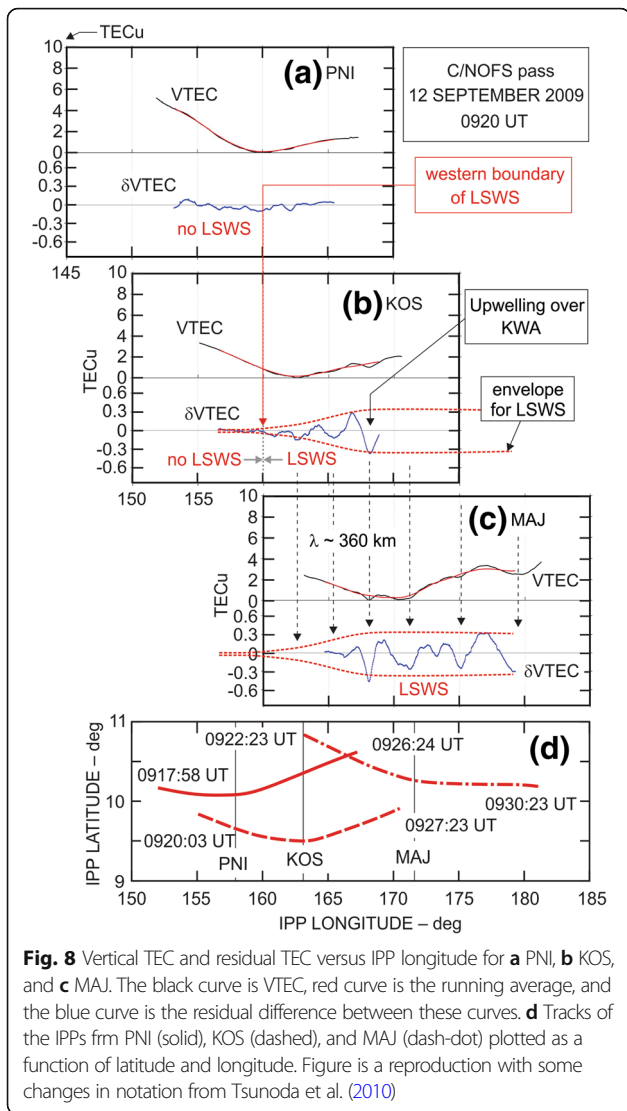 TECu
10
8
6
4
2
0
0.6
0.3
0
-0.3
-0.6
145
(a) PNI
VTEC
δVTEC
no LSWS
C/NOFS pass
12 SEPTEMBER 2009
0920 UT
western boundary
of LSWS
(b) KOS
10
8
6
4
2
0
0.3
0
-0.3
-0.6
TECu
VTEC
δVTEC
no LSWS
LSWS
150
155
Upwelling over
KWA
envelope
for LSWS
(c) MAJ
10
8
6
4
2
0
0.3
0
-0.3
-0.6
TECu
λ ~ 360 km
VTEC
δVTEC
LSWS
(d)
11
10
9
IPP LATITUDE – deg
0917:58 UT
0922:23 UT
0926:24 UT
0920:03 UT
0927:23 UT
0930:23 UT
PNI
KOS
MAJ
150
155
160
165
170
175
180
185
IPP LONGITUDE – deg
Fig. 8 Vertical TEC and residual TEC versus IPP longitude for a PNI, b KOS,
and c MAJ. The black curve is VTEC, red curve is the running average, and
the blue curve is the residual difference between these curves. d Tracks of
the IPPs frm PNI (solid), KOS (dashed), and MAJ (dash-dot) plotted as a
function of latitude and longitude. Figure is a reproduction with some
changes in notation from Tsunoda et al. (2010)